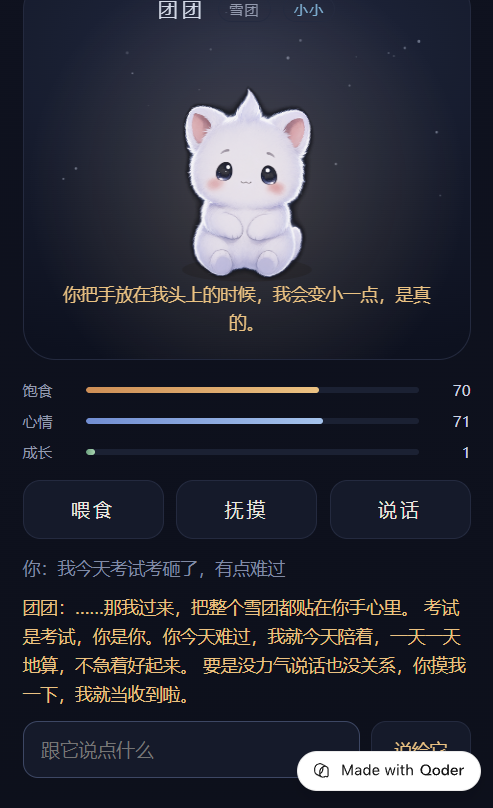 团团 雪团 小小
你把手放在我头上的时候，我会变小一点，是真
的。
饱食 70
心情 71
成长 1
喂食 抚摸 说话
你：我今天考试考砸了，有点难过
团团：……那我过来，把整个雪团都贴在你手心里。 考试
是考试，你是你。你今天难过，我就今天陪着，一天一天
地算，不急着好起来。 要是没力气说话也没关系，你摸我
一下，我就当收到啦。
跟它说点什么 说给它
Made with Qoder